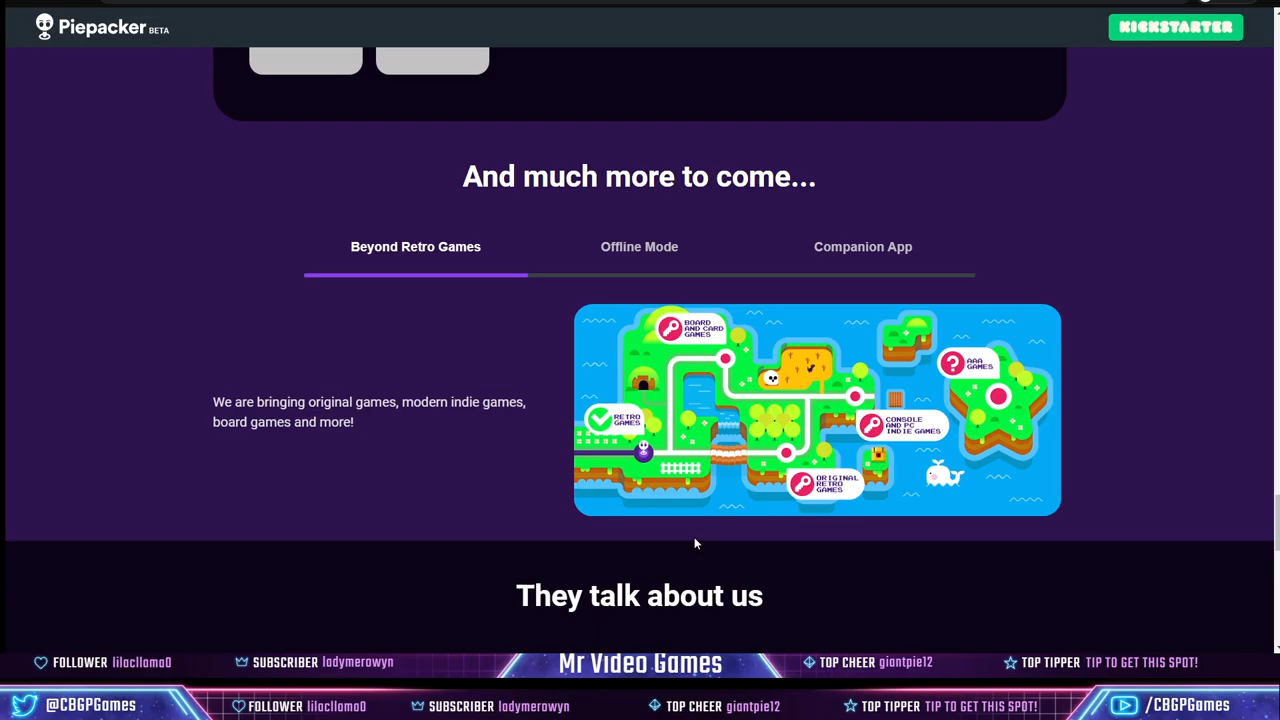 Piepacker BETA
KICKSTARTER
And much more to come...
Beyond Retro Games
Offline Mode
Companion App
We are bringing original games, modern indie games,
board games and more!
BOARD
AND CARD
GAMES
AAA
GAMES
RETRO
GAMES
CONSOLE
AND PC
INDIE GAMES
ORIGINAL
RETRO
GAMES
They talk about us
FOLLOWER lilacllama0
SUBSCRIBER ladymerowyn
Mr Video Games
TOP CHEER giantpie12
TOP TIPPER TIP TO GET THIS SPOT!
@CBGPGames
FOLLOWER lilacllama0
SUBSCRIBER ladymerowyn
TOP CHEER giantpie12
TOP TIPPER TIP TO GET THIS SPOT!
/CBGPGames